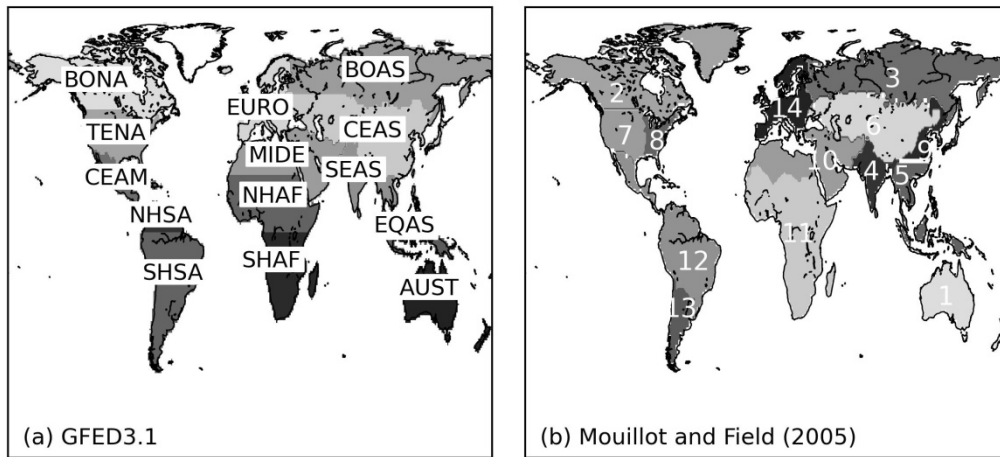 BONA
BOAS
EURO
TENA
CEAS
MIDE
SEAS
CEAM
NHAF
NHSA
EQAS
SHAF
SHSA
AUST
(a) GFED3.1
3
2
14
7
8
6
9
10
4
5
11
12
1
13
(b) Mouillot and Field (2005)